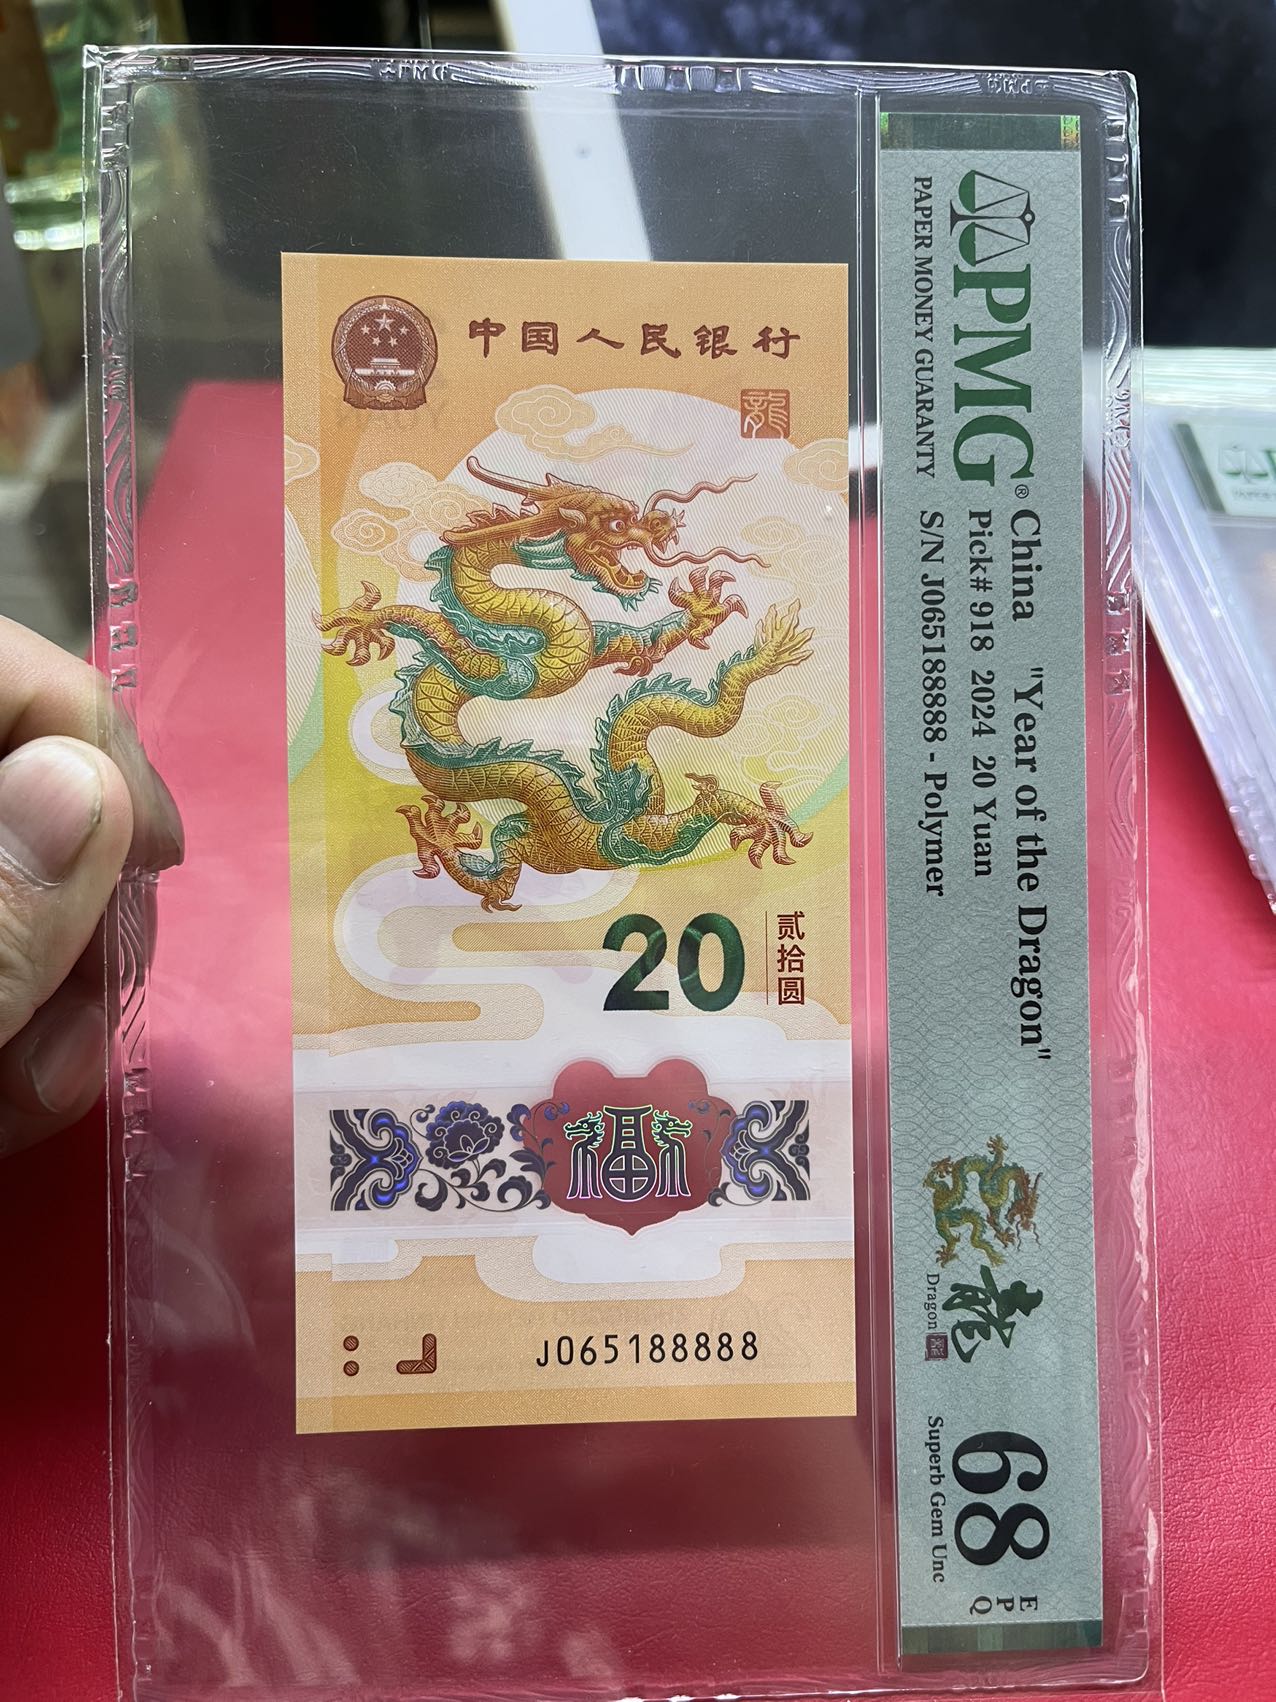 中国人民银行
龍
20
贰拾圆
福
J065188888
PMG®
PAPER MONEY GUARANTY
China "Year of the Dragon"
Pick# 918 2024 20 Yuan
S/N J065188888 - Polymer
龍
Dragon
68
EPQ
Superb Gem Unc